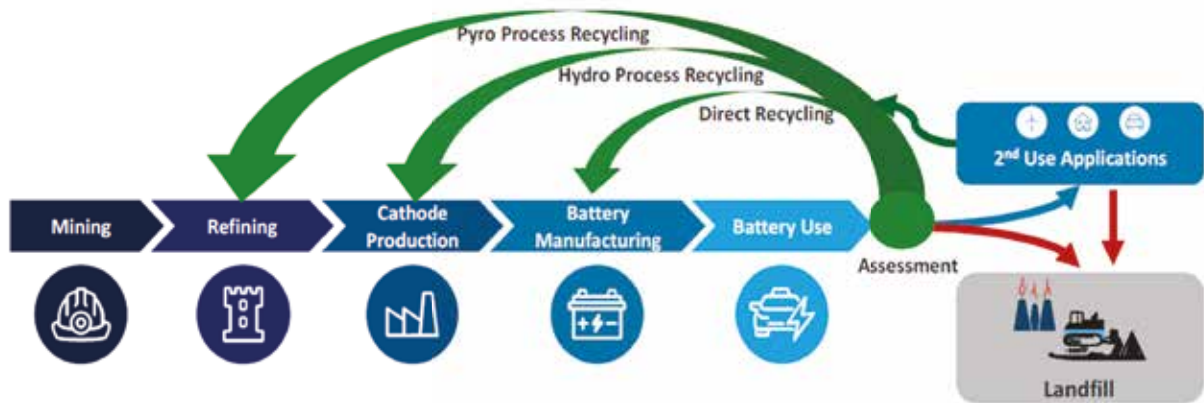 Pyro Process Recycling
Hydro Process Recycling
Direct Recycling
2nd Use Applications
Mining
Refining
Cathode
Production
Battery
Manufacturing
Battery Use
Assessment
Landfill